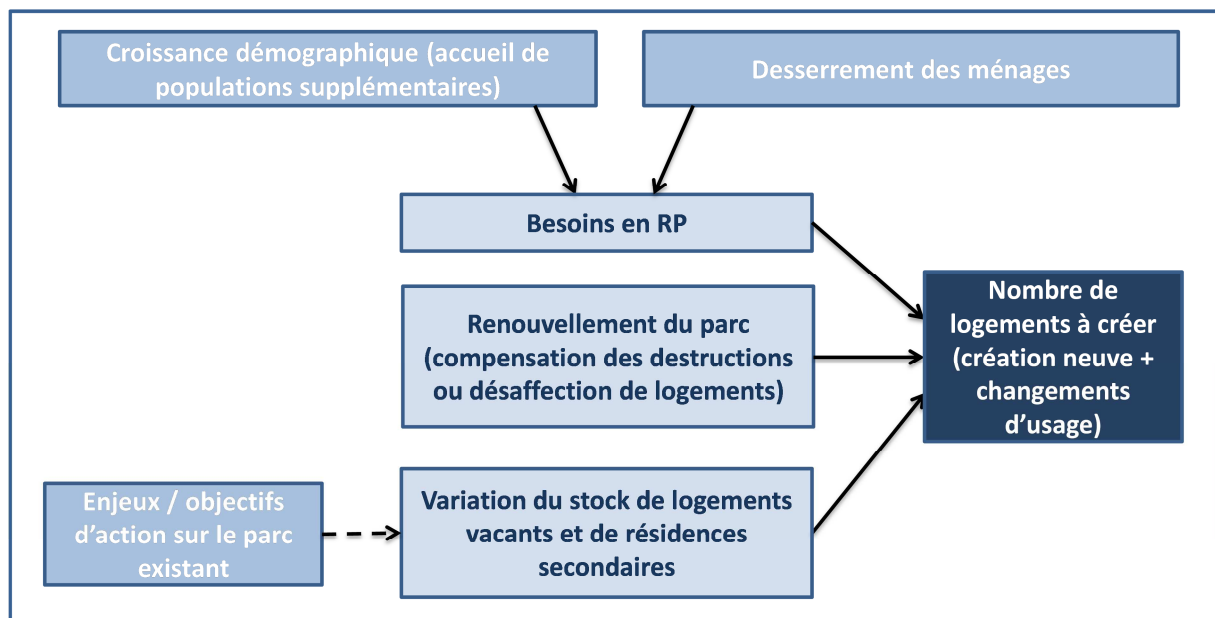 Croissance démographique (accueil de
populations supplémentaires)
Desserrement des ménages
Besoins en RP
Renouvellement du parc
(compensation des destructions
ou désaffection de logements)
Nombre de
logements à créer
(création neuve +
changements
d’usage)
Enjeux / objectifs
d’action sur le parc
existant
Variation du stock de logements
vacants et de résidences
secondaires